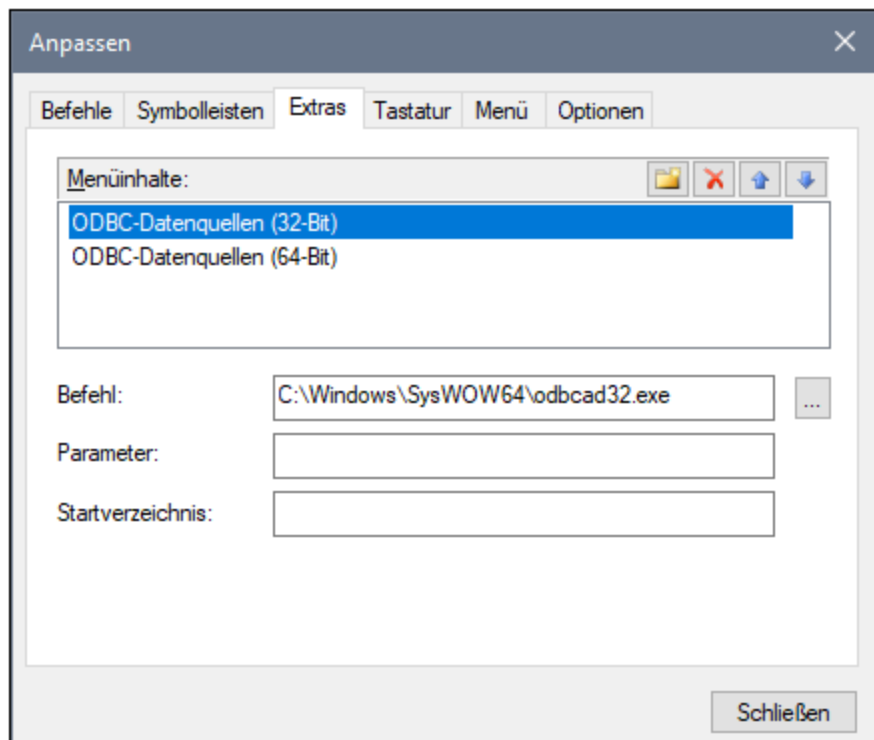 Anpassen
Befehle Symbolleisten Extras Tastatur Menü Optionen
Menüinhalte:
ODBC-Datenquellen (32-Bit)
ODBC-Datenquellen (64-Bit)
Befehl: C:\Windows\SysWOW64\odbcad32.exe ...
Parameter:
Startverzeichnis:
Schließen